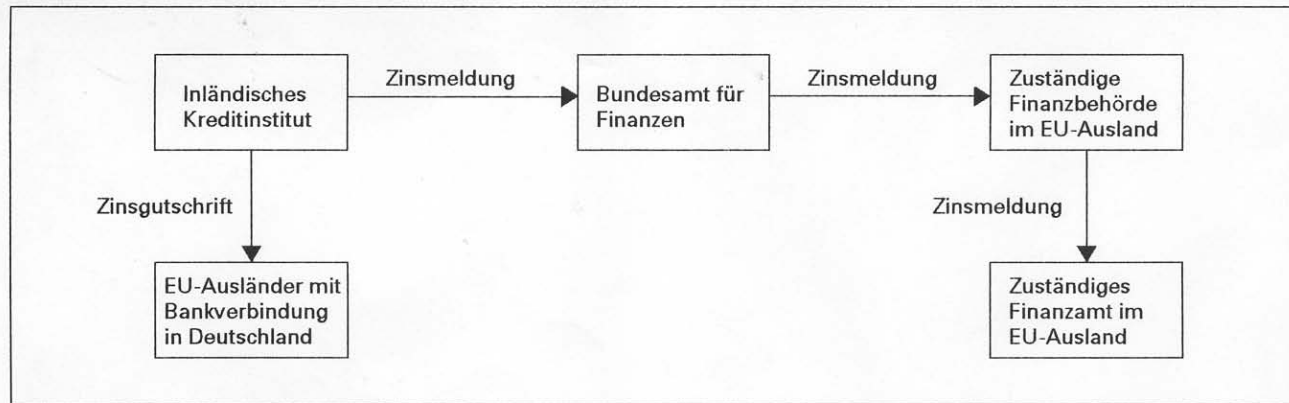 Inländisches
Kreditinstitut
Zinsmeldung
Bundesamt für
Finanzen
Zinsmeldung
Zuständige
Finanzbehörde
im EU-Ausland
Zinsgutschrift
Zinsmeldung
EU-Ausländer mit
Bankverbindung
in Deutschland
Zuständiges
Finanzamt im
EU-Ausland